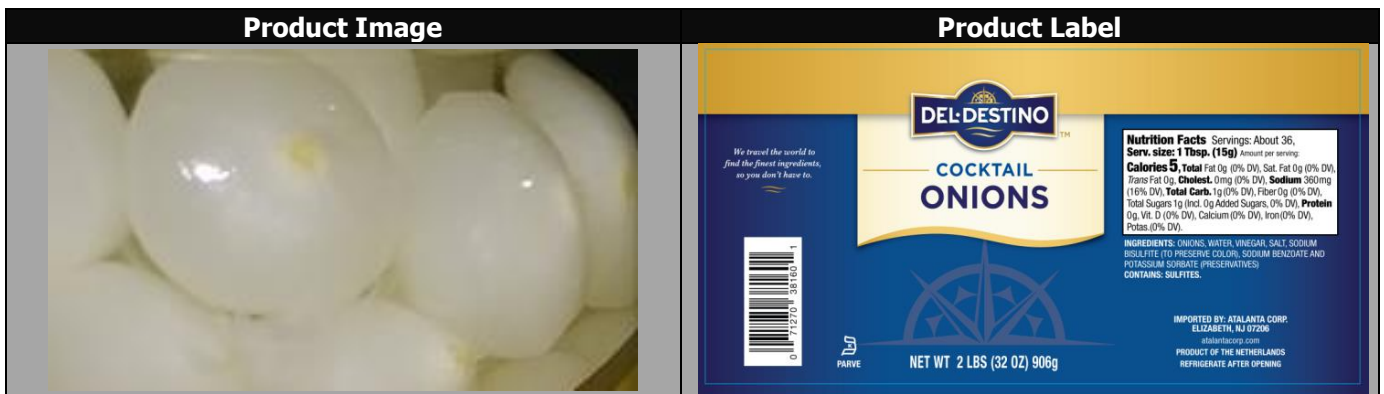 Product Image
Product Label
DEL·DESTINO
™
COCKTAIL
ONIONS
We travel the world to
find the finest ingredients,
so you don't have to.
0 71270 38160 1
PARVE
NET WT 2 LBS (32 OZ) 906g
Nutrition Facts Servings: About 36,
Serv. size: 1 Tbsp. (15g) Amount per serving:
Calories 5, Total Fat 0g (0% DV), Sat. Fat 0g (0% DV),
Trans Fat 0g, Cholest. 0mg (0% DV), Sodium 360mg
(16% DV), Total Carb. 1g (0% DV), Fiber 0g (0% DV),
Total Sugars 1g (Incl. 0g Added Sugars, 0% DV), Protein
0g, Vit. D (0% DV), Calcium (0% DV), Iron (0% DV),
Potas.(0% DV).
INGREDIENTS: ONIONS, WATER, VINEGAR, SALT, SODIUM
BISULFITE (TO PRESERVE COLOR), SODIUM BENZOATE AND
POTASSIUM SORBATE (PRESERVATIVES)
CONTAINS: SULFITES.
IMPORTED BY: ATALANTA CORP.
ELIZABETH, NJ 07206
atalantacorp.com
PRODUCT OF THE NETHERLANDS
REFRIGERATE AFTER OPENING